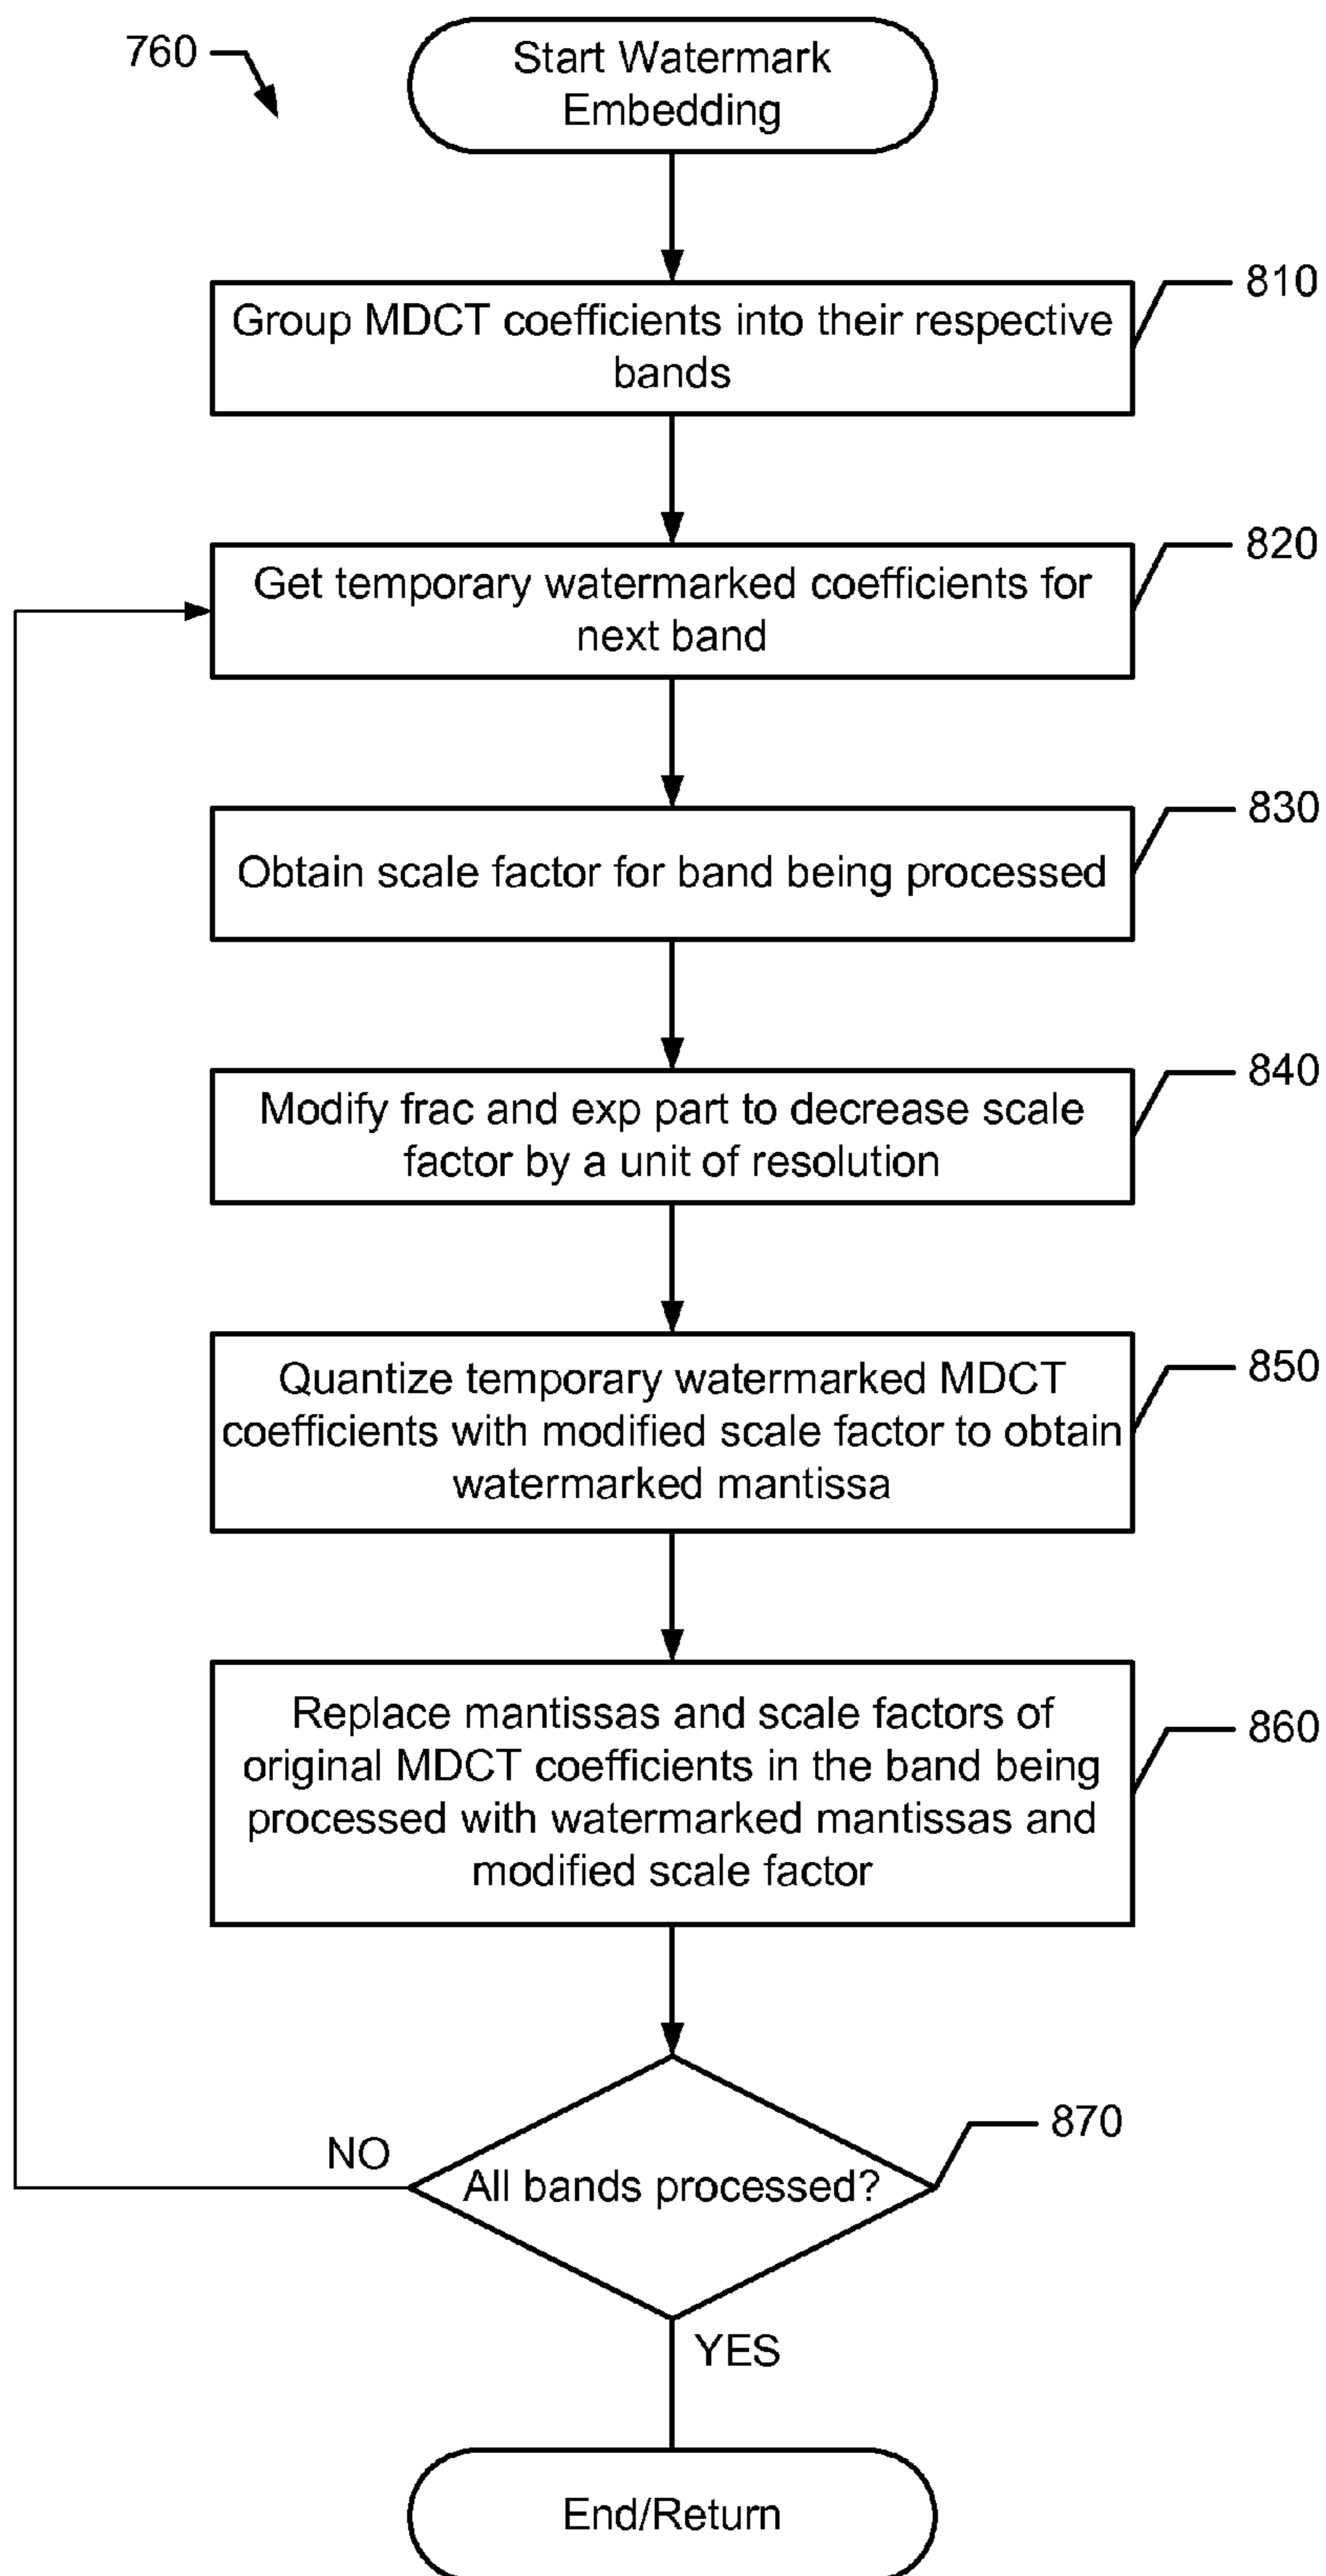 760
Start Watermark
Embedding
810
Group MDCT coefficients into their respective
bands
820
Get temporary watermarked coefficients for
next band
830
Obtain scale factor for band being processed
840
Modify frac and exp part to decrease scale
factor by a unit of resolution
850
Quantize temporary watermarked MDCT
coefficients with modified scale factor to obtain
watermarked mantissa
860
Replace mantissas and scale factors of
original MDCT coefficients in the band being
processed with watermarked mantissas and
modified scale factor
870
NO
All bands processed?
YES
End/Return